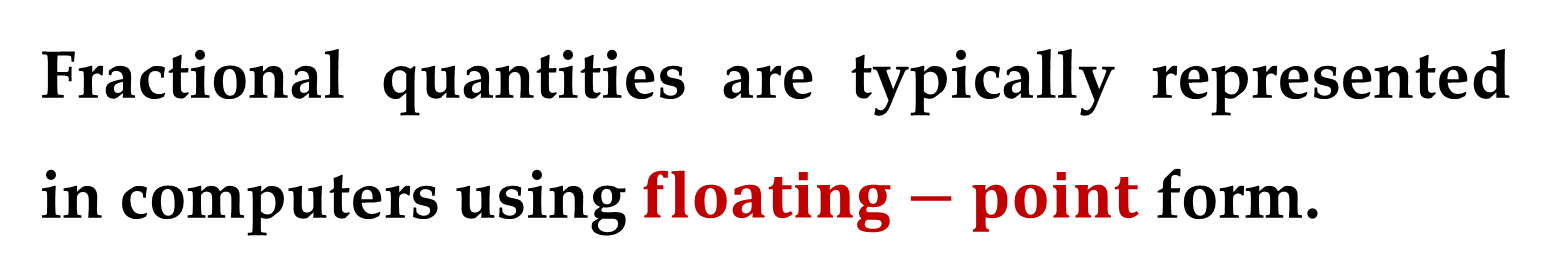 Fractional quantities are typically represented
in computers using floating – point form.